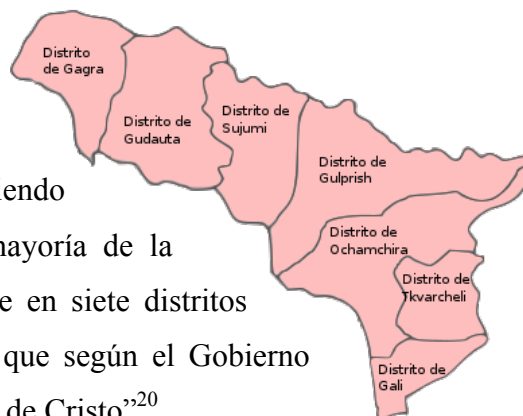 Distrito
de Gagra
Distrito de
Gudauta
Distrito de
Sujumi
Distrito de
Gulprish
Distrito de
Ochamchira
Distrito de
Tkvarcheli
Distrito de
Gali
iendo
mayoría de la
e en siete distritos
que según el Gobierno
de Cristo”20